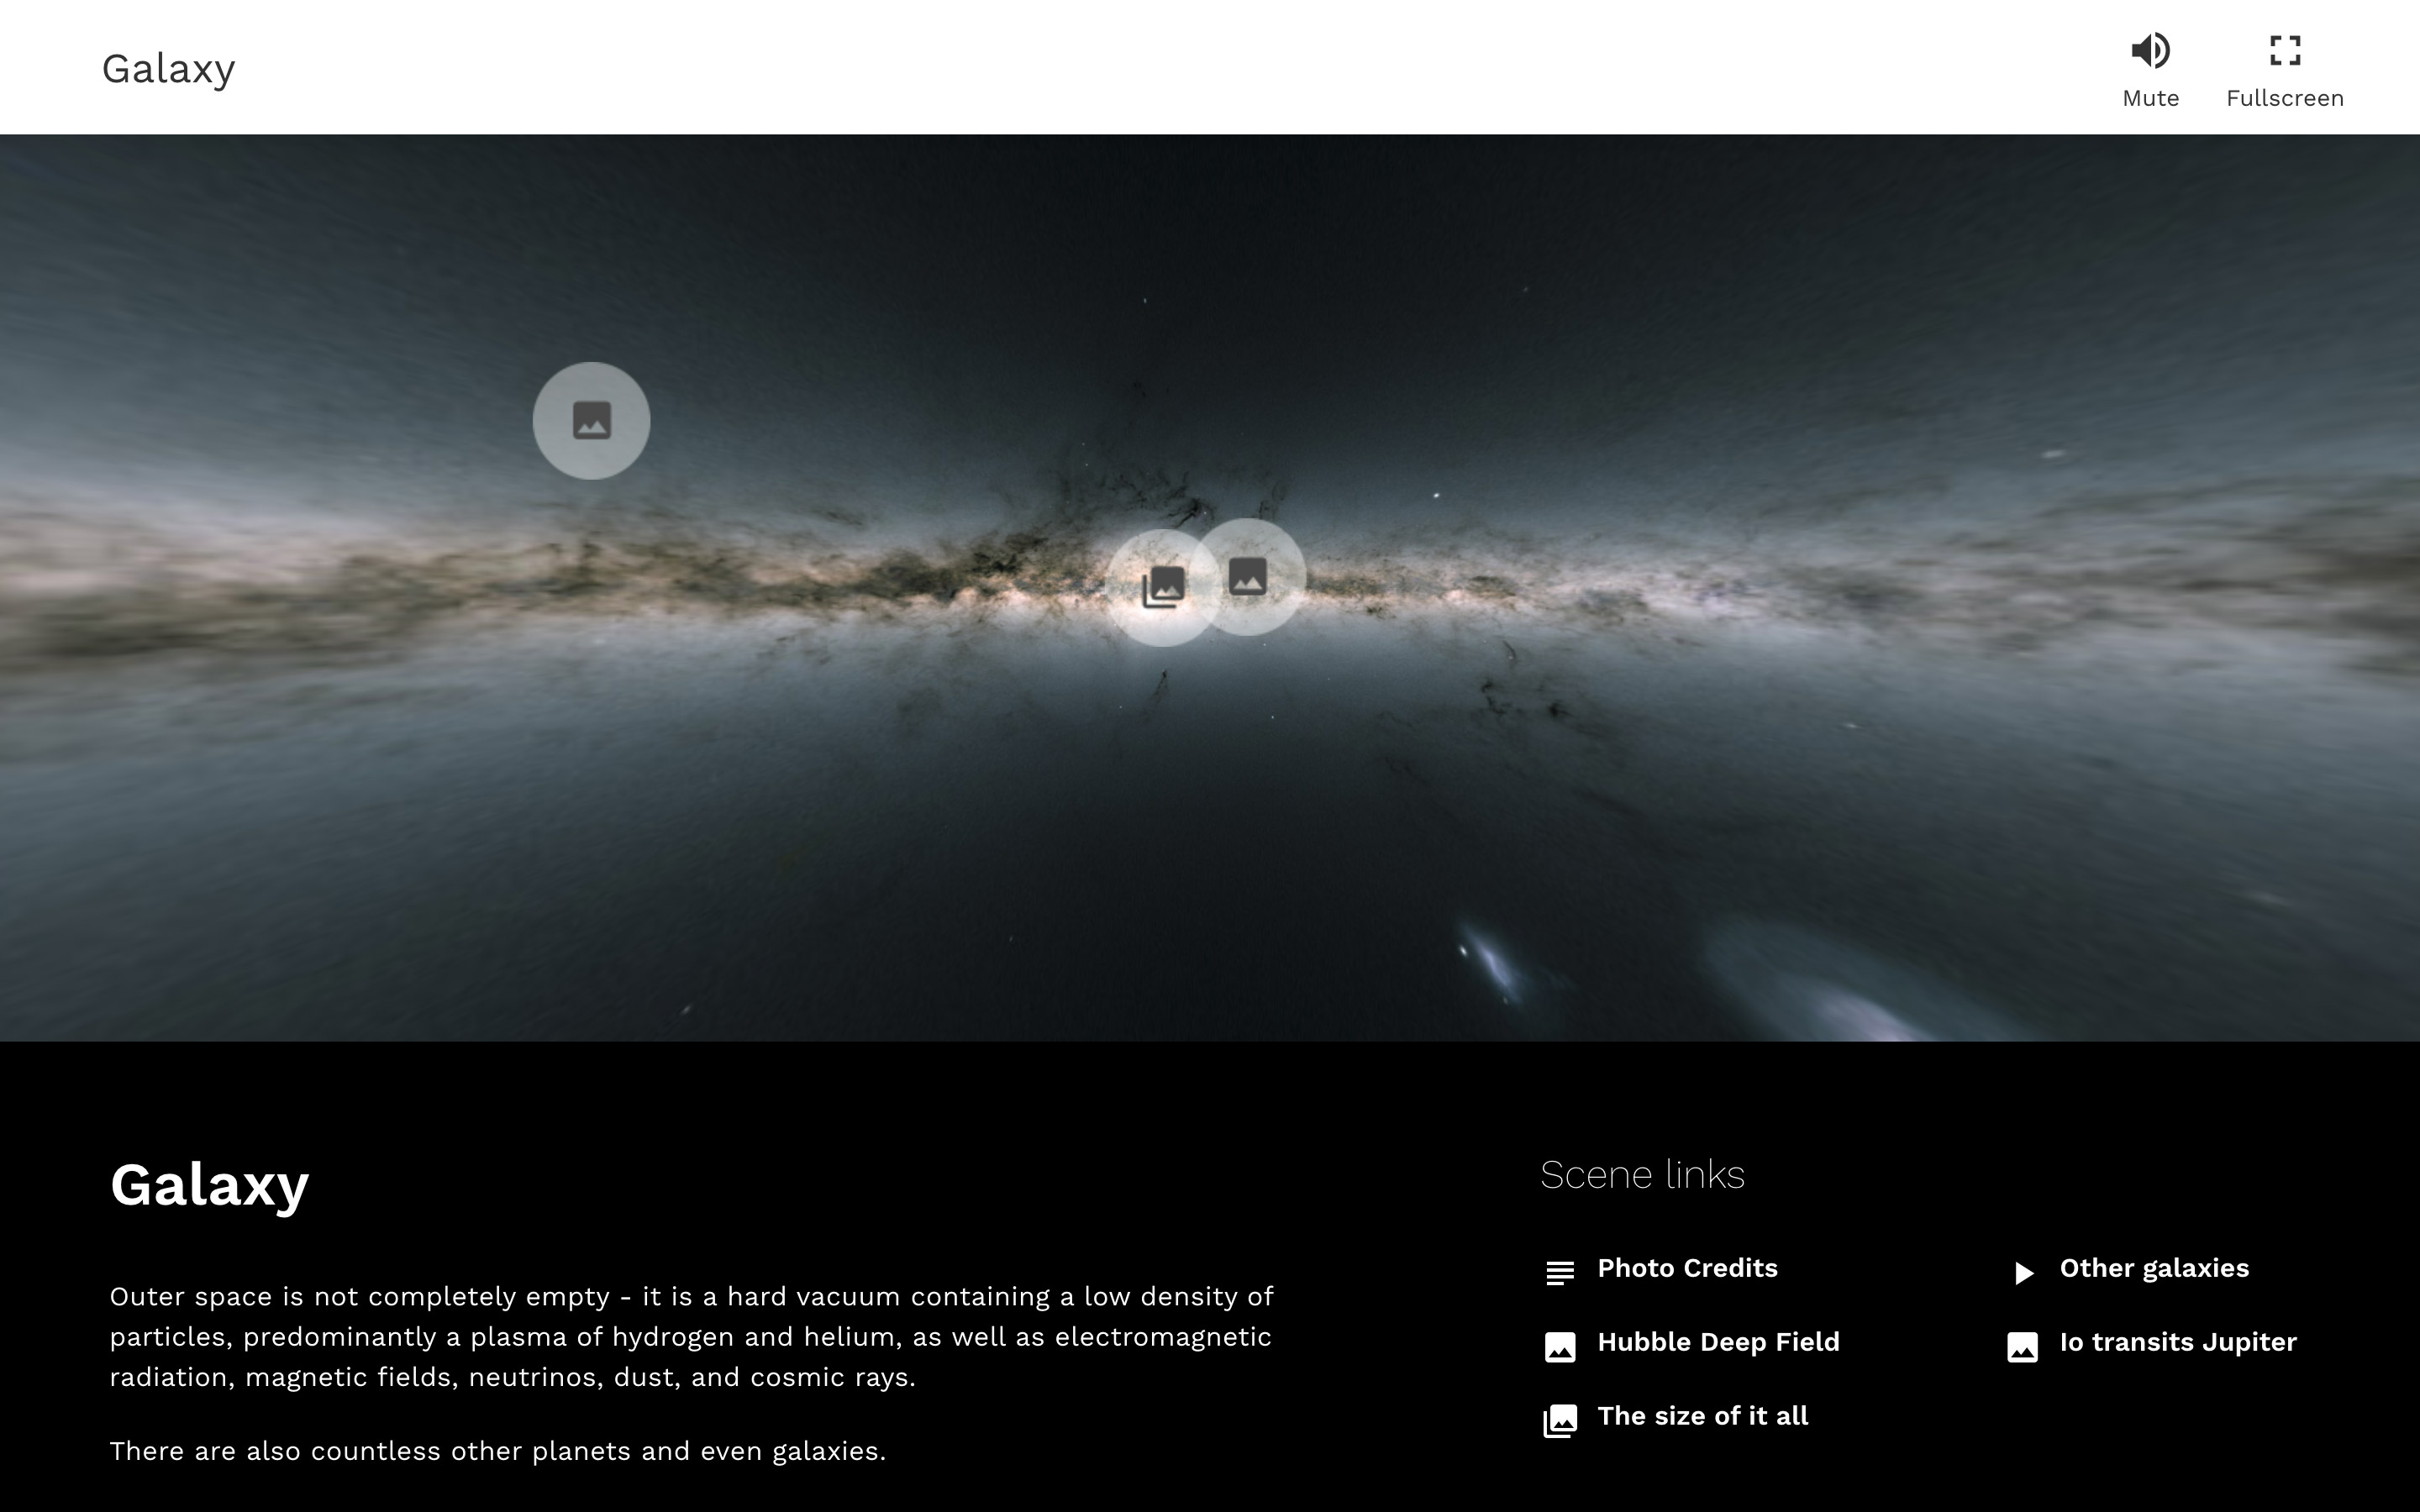 Galaxy
Mute
Fullscreen
Galaxy
Outer space is not completely empty - it is a hard vacuum containing a low density of
particles, predominantly a plasma of hydrogen and helium, as well as electromagnetic
radiation, magnetic fields, neutrinos, dust, and cosmic rays.
There are also countless other planets and even galaxies.
Scene links
Photo Credits
Other galaxies
Hubble Deep Field
Io transits Jupiter
The size of it all